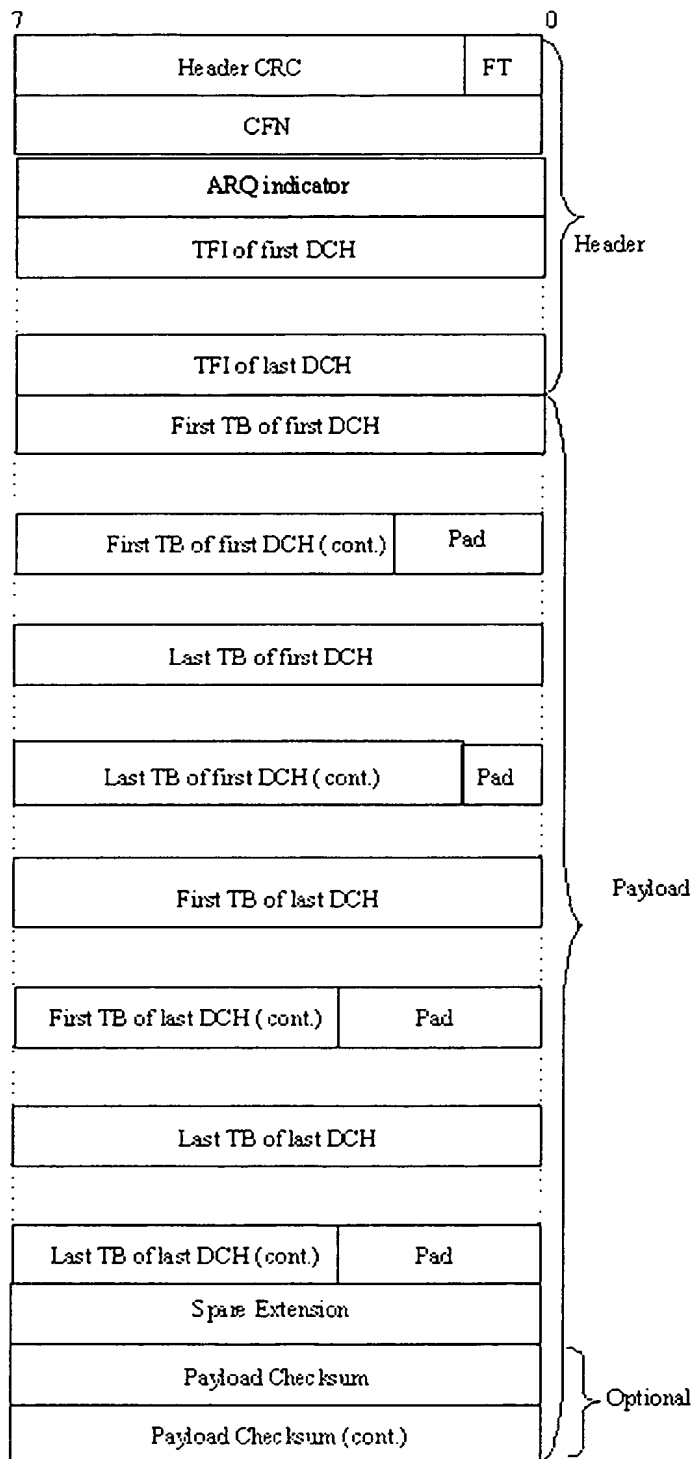 7 0
Header CRC FT
CFN
ARQ indicator
TFI of first DCH
Header
TFI of last DCH
First TB of first DCH
First TB of first DCH (cont.) Pad
Last TB of first DCH
Last TB of first DCH (cont.) Pad
First TB of last DCH
Payload
First TB of last DCH (cont.) Pad
Last TB of last DCH
Last TB of last DCH (cont.) Pad
Spare Extension
Payload Checksum
Optional
Payload Checksum (cont.)